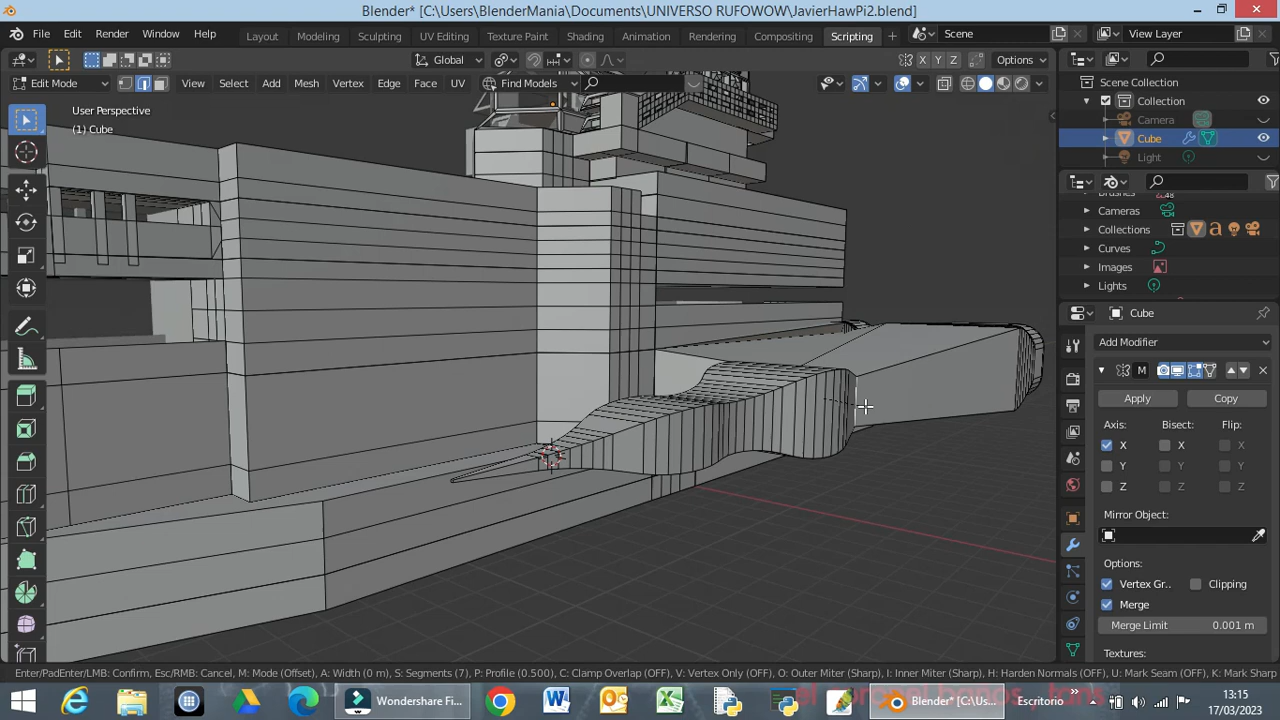 Blender* [C:\Users\BlenderMania\Documents\UNIVERSO RUFOWOW\JavierHawPi2.blend]
File Edit Render Window Help Layout Modeling Sculpting UV Editing Texture Paint Shading Animation Rendering Compositing Scripting Scene View Layer
Global X Y Z Options
Edit Mode View Select Add Mesh Vertex Edge Face UV Find Models
User Perspective
(1) Cube
Scene Collection
Collection
Camera
Cube
Light
48
Cameras
Collections
Curves
Images
Lights
Cube
Add Modifier
M
Apply Copy
Axis: Bisect: Flip:
X X X
Y Y Y
Z Z Z
Mirror Object:
Options:
Vertex Gr.. Clipping
Merge
Merge Limit 0.001 m
Textures:
Enter/PadEnter/LMB: Confirm, Esc/RMB: Cancel, M: Mode (Offset), A: Width (0 m), S: Segments (7), P: Profile (0.500), C: Clamp Overlap (OFF), V: Vertex Only (OFF), O: Outer Miter (Sharp), I: Inner Miter (Sharp), H: Harden Normals (OFF), U: Mark Seam (OFF), K: Mark Sharp
Wondershare Fi... Blender* [C:\Us... Escritorio 13:15
17/03/2023